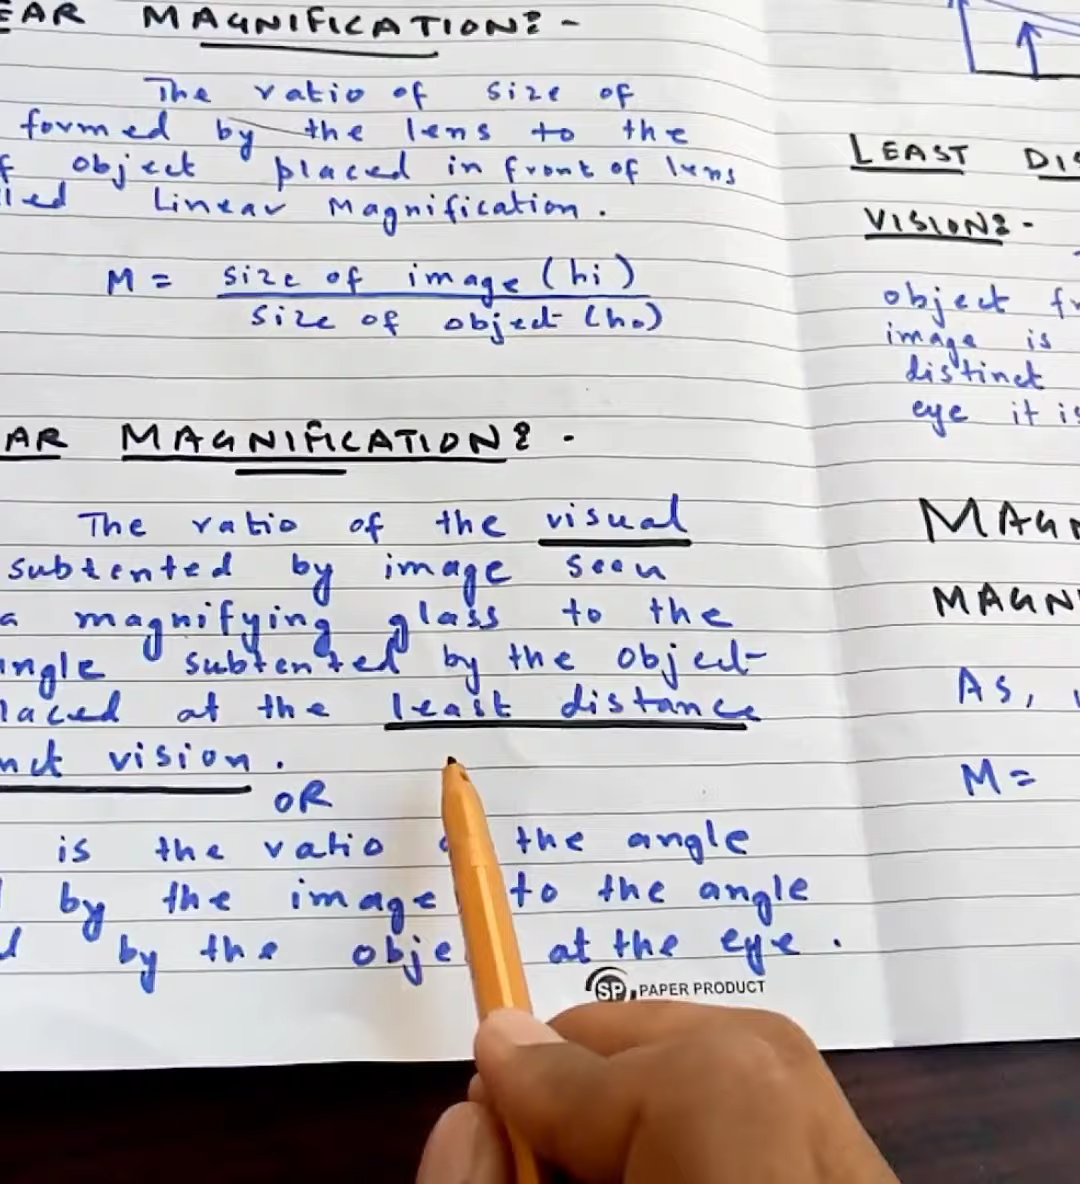 EAR MAGNIFICATION:-
The ratio of size of
formed by the lens to the
f object placed in front of lens
lled Linear Magnification.
M = size of image (hi)
size of object (ho)
AR MAGNIFICATION:-
The ratio of the visual
subtented by image seen
a magnifying glass to the
ngle subtented by the object
laced at the least distance
nct vision.
OR
is the ratio the angle
by the image to the angle
d by the obje at the eye.
SP PAPER PRODUCT
LEAST DIS
VISION:-
object fr
image is
distinct
eye it is
MAGN
MAGNI
As,
M =